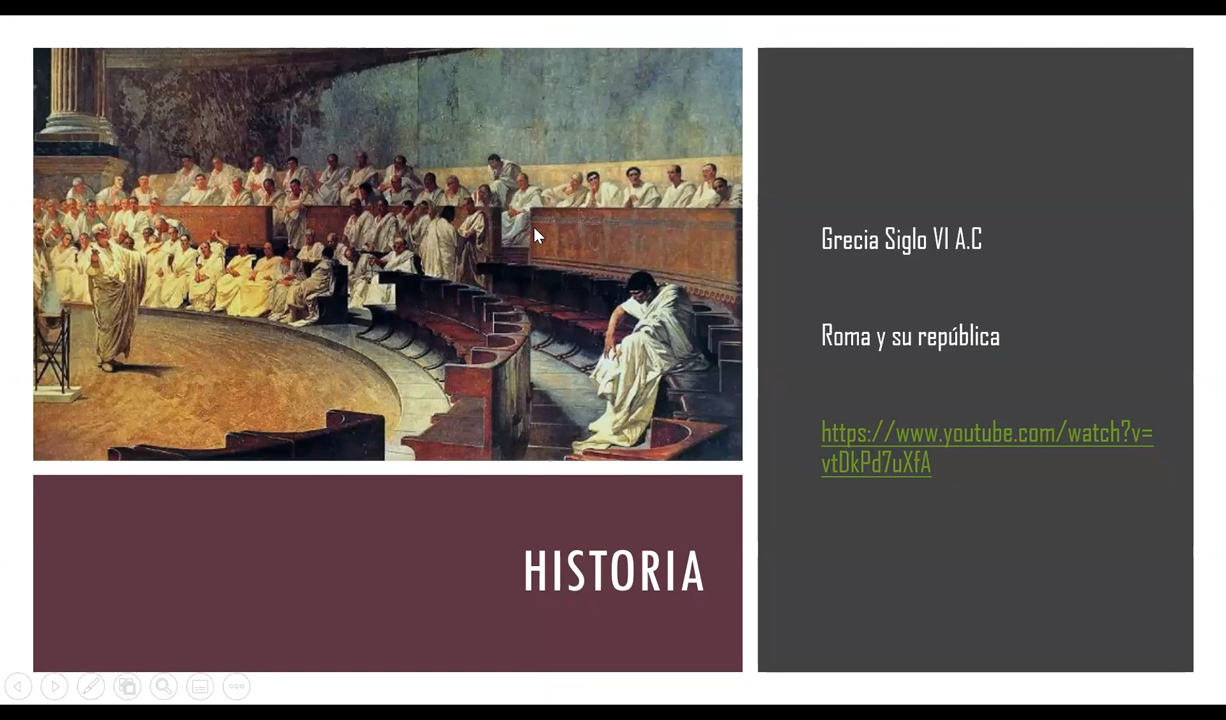 Grecia Siglo VI A.C
Roma y su república
https://www.youtube.com/watch?v=
vtDkPd7uXfA
HISTORIA